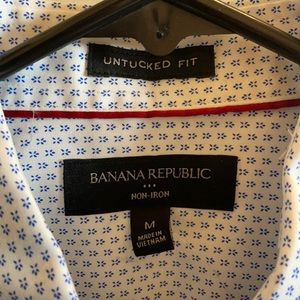 UNTUCKED FIT
BANANA REPUBLIC
NON-IRON
M
MADE IN
VIETNAM